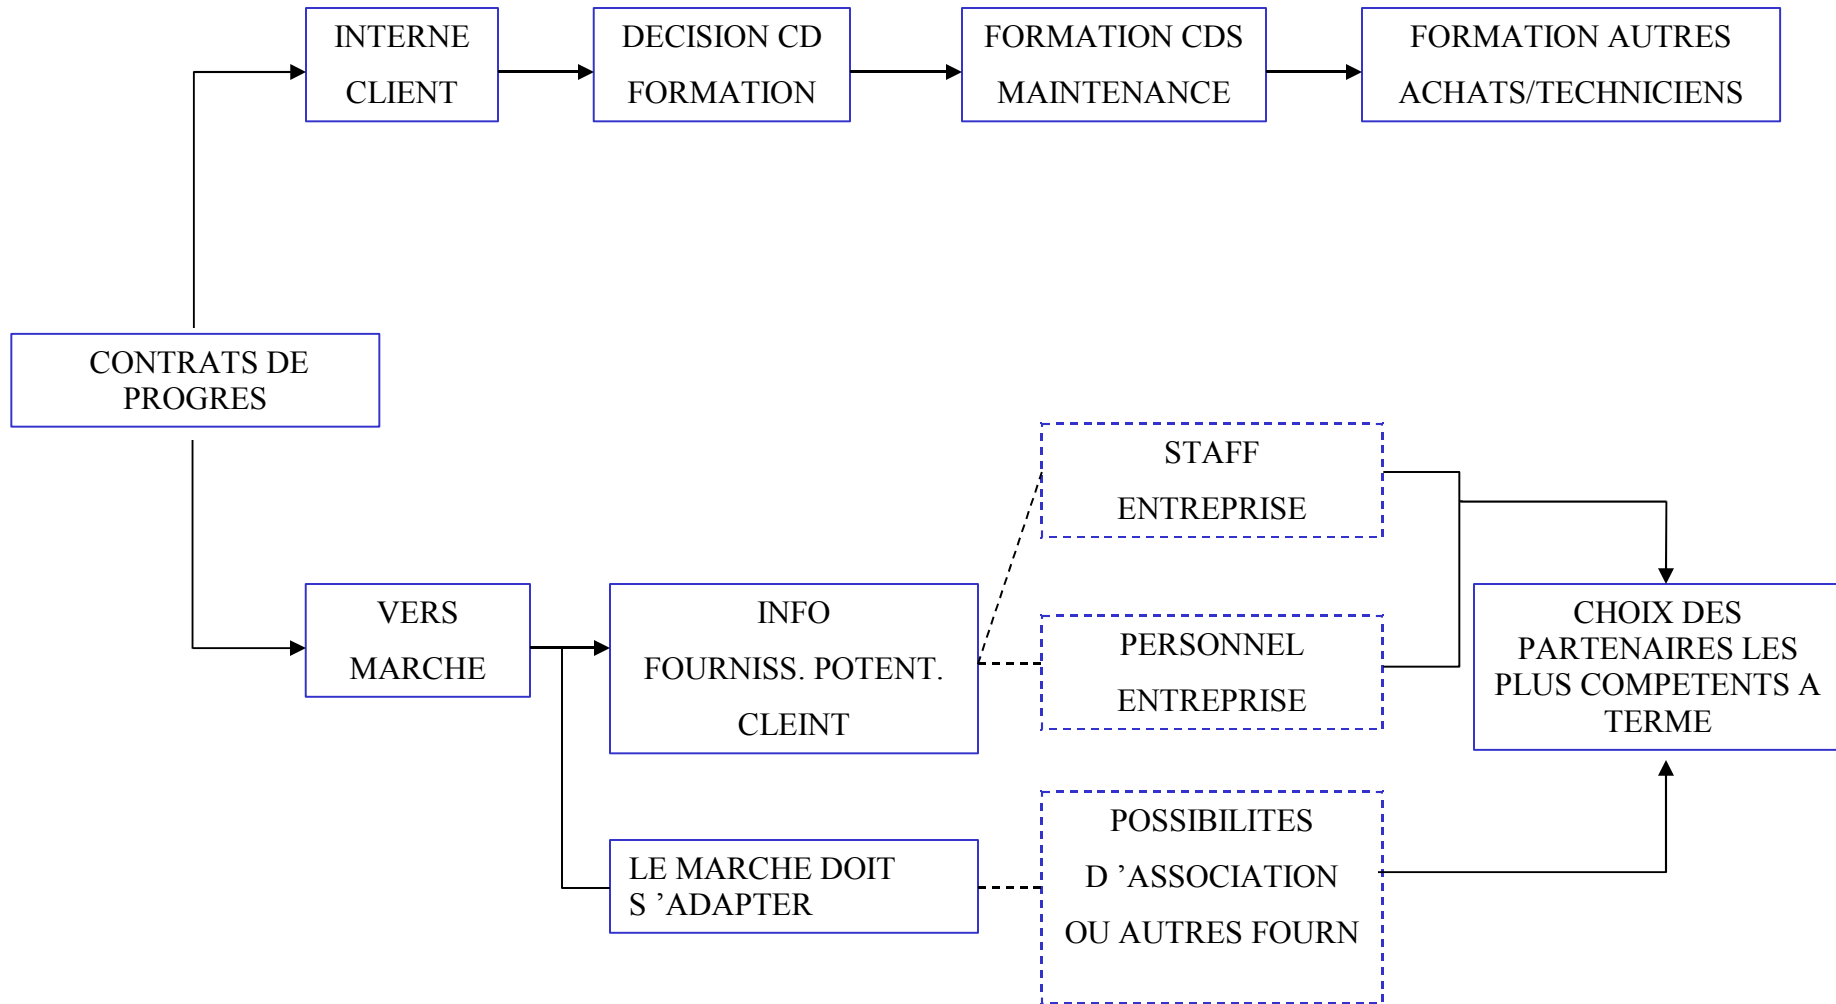 INTERNE
CLIENT
DECISION CD
FORMATION
FORMATION CDS
MAINTENANCE
FORMATION AUTRES
ACHATS/TECHNICIENS
CONTRATS DE
PROGRES
STAFF
ENTREPRISE
VERS
MARCHE
INFO
FOURNISS. POTENT.
CLEINT
PERSONNEL
ENTREPRISE
CHOIX DES
PARTENAIRES LES
PLUS COMPETENTS A
TERME
LE MARCHE DOIT
S ’ADAPTER
POSSIBILITES
D ’ASSOCIATION
OU AUTRES FOURN